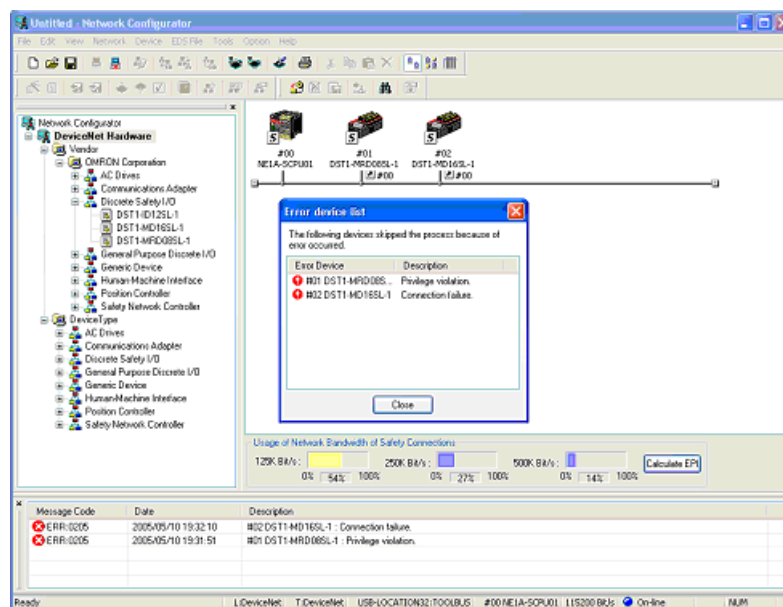 Untitled - Network Configurator
File Edit View Network Device EDS File Tools Option Help
Network Configurator
DeviceNet Hardware
Vendor
OMRON Corporation
AC Drives
Communications Adapter
Discrete Safety I/O
DST1-ID12SL-1
DST1-MD16SL-1
DST1-MRD08SL-1
General Purpose Discrete I/O
Generic Device
Human-Machine Interface
Position Controller
Safety Network Controller
DeviceType
AC Drives
Communications Adapter
Discrete Safety I/O
General Purpose Discrete I/O
Generic Device
Human-Machine Interface
Position Controller
Safety Network Controller
#00 #01 #02
NE1A-SCPU01 DST1-MRD08SL-1 DST1-MD16SL-1
#00 #00
Error device list
The following devices skipped the process because of
error occurred.
Error Device Description
#01 DST1-MRD08S... Privilege violation.
#02 DST1-MD16SL-1 Connection failure.
Close
Usage of Network Bandwidth of Safety Connections
125K Bit/s : 250K Bit/s : 500K Bit/s : Calculate EPI
0% 54% 100% 0% 27% 100% 0% 14% 100%
Message Code Date Description
ERR:0205 2005/05/10 19:32:10 #02 DST1-MD16SL-1 : Connection failure.
ERR:0205 2005/05/10 19:31:51 #01 DST1-MRD08SL-1 : Privilege violation.
Ready L:DeviceNet T:DeviceNet USB-LOCATION32:TOOLBUS #00 NE1A-SCPU01 115200 Bit/s On-line NUM